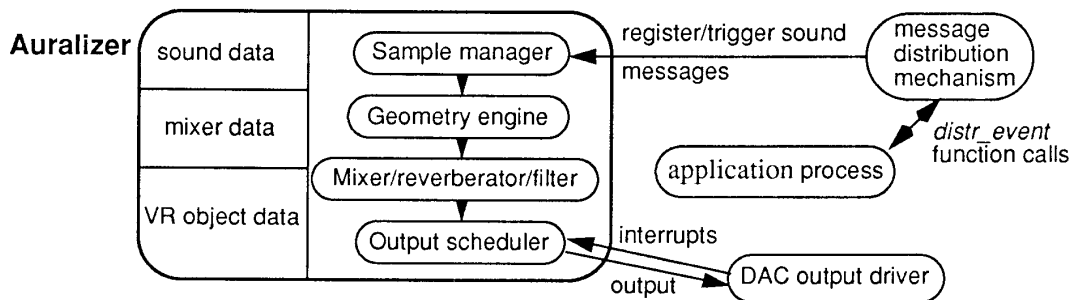 Auralizer
sound data
mixer data
VR object data
Sample manager
Geometry engine
Mixer/reverberator/filter
Output scheduler
register/trigger sound
messages
message
distribution
mechanism
distr_event
function calls
application process
interrupts
output
DAC output driver